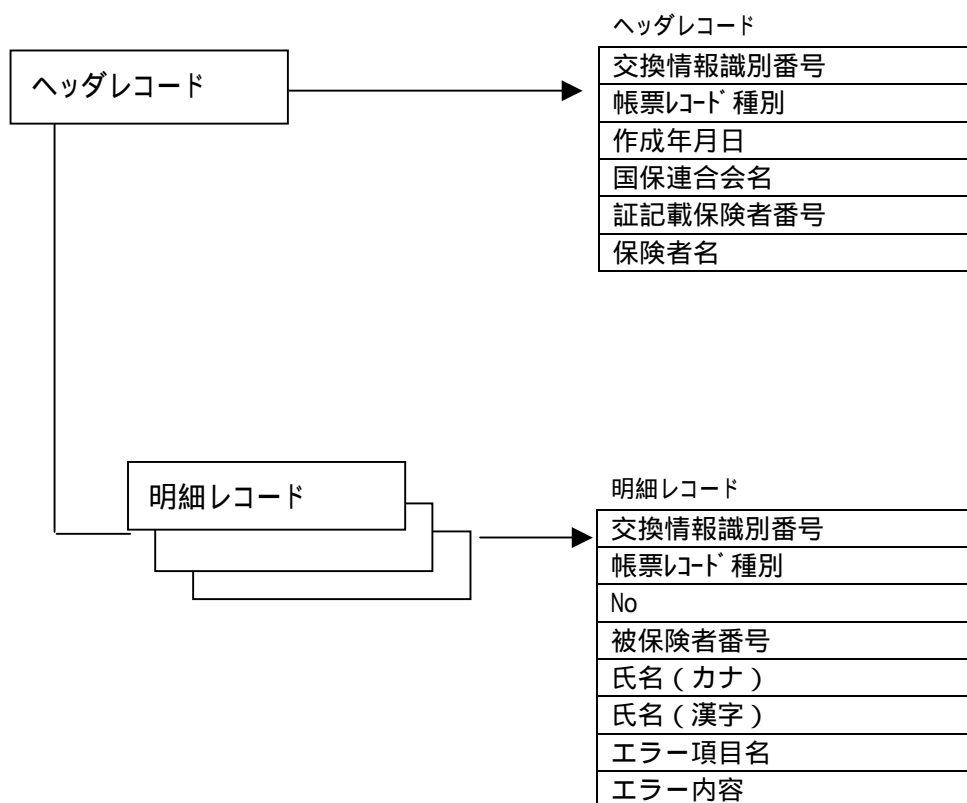 ヘッダレコード
ヘッダレコード
交換情報識別番号
帳票ﾚｺｰﾄﾞ種別
作成年月日
国保連合会名
証記載保険者番号
保険者名
明細レコード
明細レコード
交換情報識別番号
帳票ﾚｺｰﾄﾞ種別
No
被保険者番号
氏名(カナ)
氏名(漢字)
エラー項目名
エラー内容